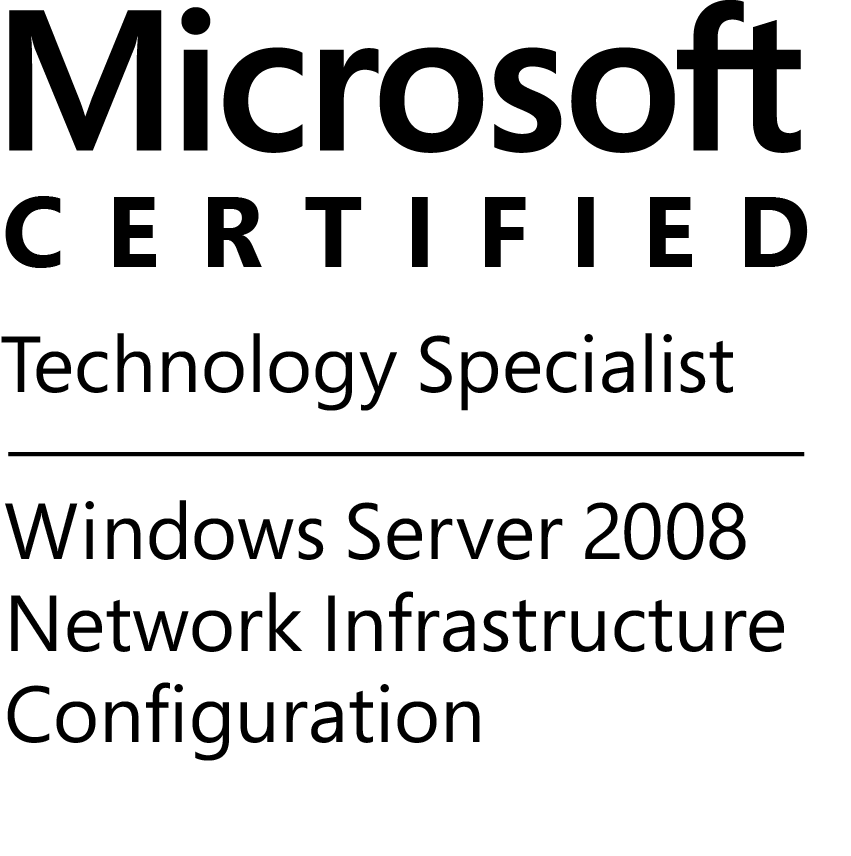 Microsoft
CERTIFIED
Technology Specialist
Windows Server 2008
Network Infrastructure
Configuration